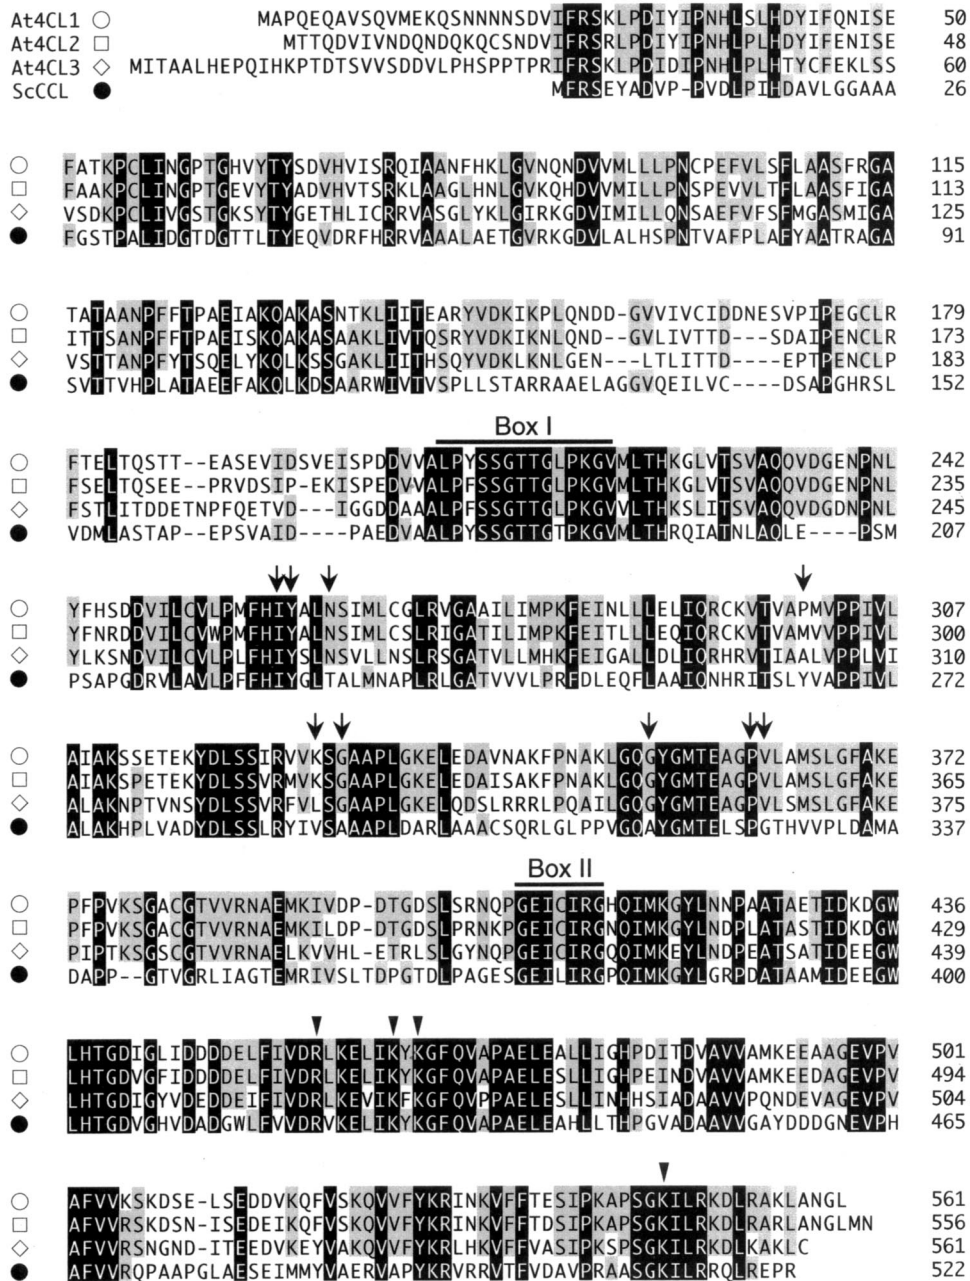 At4CL1 ○ MAPQEQAVSQVMEKQSNNNNSDVIFRSKLPDIYIPNHLSLHDYIFQNISE 50
At4CL2 □ MTTQDVIVNDQNDQKQCSNDVIFRSRLPDIYIPNHLPLHDYIFENISE 48
At4CL3 ◇ MITAALHEPQIHKPTDTSVVSDDVLPHSPPTPRIFRSKLPDIDIPNHLPLHTYCFEKLSS 60
ScCCL ● MFRSEYADVP-PVDLPIHDAVLGGAAA 26
○ FATKPCLINGPTGHVYTYSDVHVISRQIAANFHKLGVNQNDVVMLLLPNCPEFVLSFLAASFRGA 115
□ FAAKPCLINGPTGEVYTYADVHVTSRKLAAGLHNLGVKQHDVVMILLPNSPEVVLTFLAASFIGA 113
◇ VSDKPCLIVGSTGKSYTYGETHLICRRVASGLYKLGIRKGDVIMILLQNSAEFVFSFMGASMIGA 125
● FGSTPALIDGTDGTTLTYEQVDRFHRRVAAALAETGVRKGDVLALHSPNTVAFPLAFYAATRAGA 91
○ TATAANPFFTPAEIAKQAKASNTKLIITEARYVDKIKPLQNDD-GVVIVCIDDNESVPIPEGCLR 179
□ ITTSANPFFTPAEISKQAKASAAKLIVTQSRYVDKIKNLQND--GVLIVTTD---SDAIPENCLR 173
◇ VSTTANPFYTSQELYKQLKSSGAKLIITHSQYVDKLKNLGEN---LTLITTD----EPTPENCLP 183
● SVTTVHPLATAEEFAKQLKDSAARWIVTVSPLLSTARRAAELAGGVQEILVC----DSAPGHRSL 152
Box I
○ FTELTQSTT--EASEVIDSVEISPDDVVALPYSSGTTGLPKGVMLTHKGLVTSVAQQVDGENPNL 242
□ FSELTQSEE--PRVDSIP-EKISPEDVVALPFSSGTTGLPKGVMLTHKGLVTSVAQQVDGENPNL 235
◇ FSTLITDDETNPFQETVD---IGGDDAAALPFSSGTTGLPKGVVLTHKSLITSVAQQVDGDNPNL 245
● VDMLASTAP--EPSVAID----PAEDVAALPYSSGTTGTPKGVMLTHRQIATNLAQLE----PSM 207
○ YFHSDDVILCVLPMFHIYALNSIMLCGLRVGAAILIMPKFEINLLLELIQRCKVTVAPMVPPIVL 307
□ YFNRDDVILCVWPMFHIYALNSIMLCSLRIGATILIMPKFEITLLLEQIQRCKVTVAMVVPPIVL 300
◇ YLKSNDVILCVLPLFHIYSLNSVLLNSLRSGATVLLMHKFEIGALLDLIQRHRVTIAALVPPLVI 310
● PSAPGDRVLAVLPFFHIYGLTALMNAPLRLGATVVVLPRFDLEQFLAAIQNHRITSLYVAPPIVL 272
○ AIAKSSETEKYDLSSIRVVKSGAAPLGKELEDAVNAKFPNAKLGQGYGMTEAGPVLAMSLGFAKE 372
□ AIAKSPETEKYDLSSVRMVKSGAAPLGKELEDAISAKFPNAKLGQGYGMTEAGPVLAMSLGFAKE 365
◇ ALAKNPTVNSYDLSSVRFVLSGAAPLGKELQDSLRRRLPQAILGQGYGMTEAGPVLSMSLGFAKE 375
● ALAKHPLVADYDLSSLRYIVSAAAPLDARLAAACSQRLGLPPVGQAYGMTELSPGTHVVPLDAMA 337
Box II
○ PFPVKSGACGTVVRNAEMKIVDP-DTGDSLSRNQPGEICIRGHQIMKGYLNNPAATAETIDKDGW 436
□ PFPVKSGACGTVVRNAEMKILDP-DTGDSLPRNKPGEICIRGNQIMKGYLNDPLATASTIDKDGW 429
◇ PIPTKSGSCGTVVRNAELKVVHL-ETRLSLGYNQPGEICIRGQQIMKEYLNDPEATSATIDEEGW 439
● DAPP--GTVGRLIAGTEMRIVSLTDPGTDLPAGESGEILIRGPQIMKGYLGRPDATAAMIDEEGW 400
○ LHTGDIGLIDDDDELFIVDRLKELIKYKGFQVAPAELEALLIGHPDITDVAVVAMKEEAAGEVPV 501
□ LHTGDVGFIDDDDELFIVDRLKELIKYKGFQVAPAELESLLIGHPEINDVAVVAMKEEDAGEVPV 494
◇ LHTGDIGYVDEDDEIFIVDRLKEVIKFKGFQVPPAELESLLINHHSIADAAVVPQNDEVAGEVPV 504
● LHTGDVGHVDADGWLFVVDRVKELIKYKGFQVAPAELEAHLLTHPGVADAAVVGAYDDDGNEVPH 465
○ AFVVKSKDSE-LSEDDVKQFVSKQVVFYKRINKVFFTESIPKAPSGKILRKDLRAKLANGL 561
□ AFVVRSKDSN-ISEDEIKQFVSKQVVFYKRINKVFFTDSIPKAPSGKILRKDLRARLANGLMN 556
◇ AFVVRSNGND-ITEEDVKEYVAKQVVFYKRLHKVFFVASIPKSPSGKILRKDLKAKLC 561
● AFVVRQPAAPGLAESEIMMYVAERVAPYKRVRRVTFVDAVPRAASGKILRRQLREPR 522